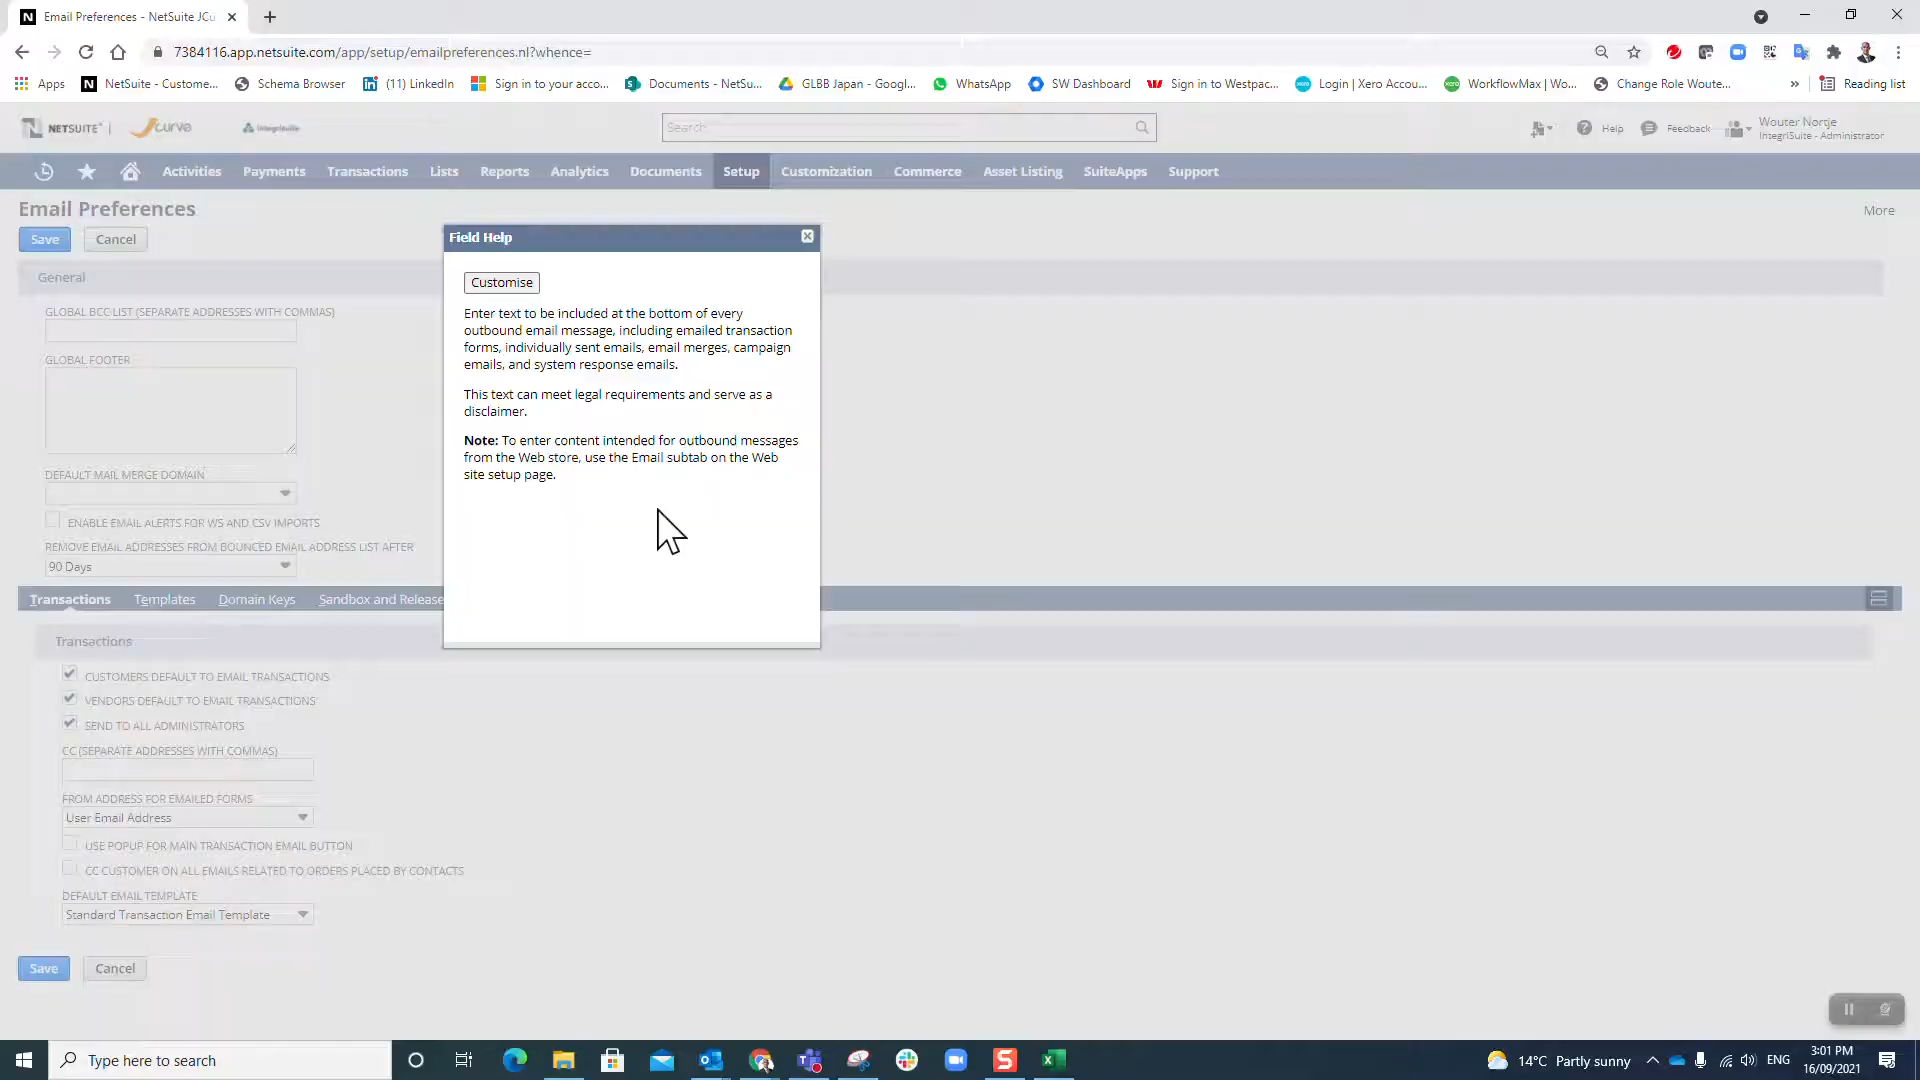 Email Preferences - NetSuite JCu
7384116.app.netsuite.com/app/setup/emailpreferences.nl?whence=
Apps
NetSuite - Custome...
Schema Browser
(11) LinkedIn
Sign in to your acco...
Documents - NetSu...
GLBB Japan - Googl...
WhatsApp
SW Dashboard
Sign in to Westpac...
Login | Xero Accou...
WorkflowMax | Wo...
Change Role Woute...
»
Reading list
NETSUITE
Jcurve
IntegriSuite
Search
Help
Feedback
Wouter Nortje
IntegriSuite - Administrator
Activities
Payments
Transactions
Lists
Reports
Analytics
Documents
Setup
Customization
Commerce
Asset Listing
SuiteApps
Support
Email Preferences
More
Save
Cancel
General
GLOBAL BCC LIST (SEPARATE ADDRESSES WITH COMMAS)
GLOBAL FOOTER
DEFAULT MAIL MERGE DOMAIN
ENABLE EMAIL ALERTS FOR WS AND CSV IMPORTS
REMOVE EMAIL ADDRESSES FROM BOUNCED EMAIL ADDRESS LIST AFTER
90 Days
Field Help
Customise
Enter text to be included at the bottom of every
outbound email message, including emailed transaction
forms, individually sent emails, email merges, campaign
emails, and system response emails.
This text can meet legal requirements and serve as a
disclaimer.
Note: To enter content intended for outbound messages
from the Web store, use the Email subtab on the Web
site setup page.
Transactions
Templates
Domain Keys
Sandbox and Release
Transactions
CUSTOMERS DEFAULT TO EMAIL TRANSACTIONS
VENDORS DEFAULT TO EMAIL TRANSACTIONS
SEND TO ALL ADMINISTRATORS
CC (SEPARATE ADDRESSES WITH COMMAS)
FROM ADDRESS FOR EMAILED FORMS
User Email Address
USE POPUP FOR MAIN TRANSACTION EMAIL BUTTON
CC CUSTOMER ON ALL EMAILS RELATED TO ORDERS PLACED BY CONTACTS
DEFAULT EMAIL TEMPLATE
Standard Transaction Email Template
Save
Cancel
Type here to search
14°C Partly sunny
ENG
3:01 PM
16/09/2021